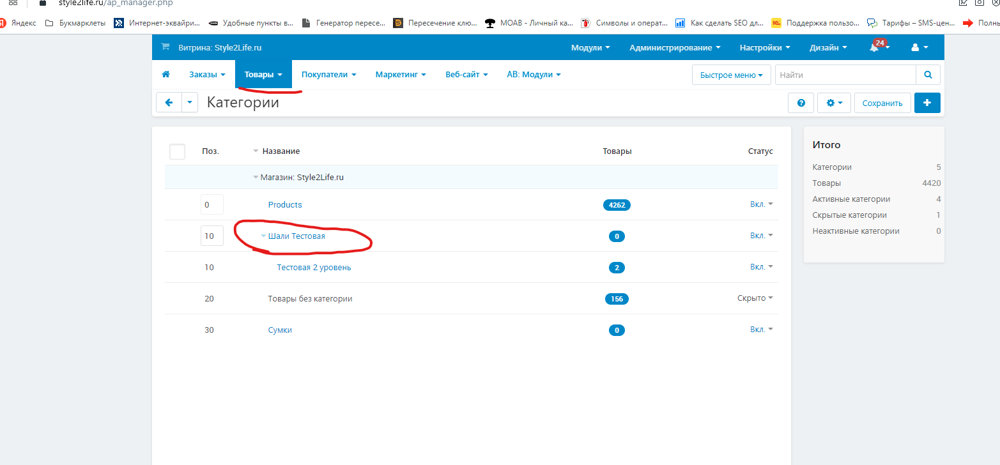 style2life.ru/ap_manager.php
Яндекс Букмарклеты Интернет-эквайри... Удобные пункты в... Генератор пересе... Пересечение клю... МОАВ - Личный ка... Символы и операт... Как сделать SEO дл... Поддержка пользо... Тарифы – SMS-цен... Полны
Витрина: Style2Life.ru Модули Администрирование Настройки Дизайн 24
Заказы Товары Покупатели Маркетинг Веб-сайт АВ: Модули Быстрое меню Найти
Категории Сохранить
Поз. Название Товары Статус
Магазин: Style2Life.ru
0 Products 4262 Вкл.
10 Шали Тестовая 0 Вкл.
10 Тестовая 2 уровень 2 Вкл.
20 Товары без категории 156 Скрыто
30 Сумки 0 Вкл.
Итого
Категории 5
Товары 4420
Активные категории 4
Скрытые категории 1
Неактивные категории 0